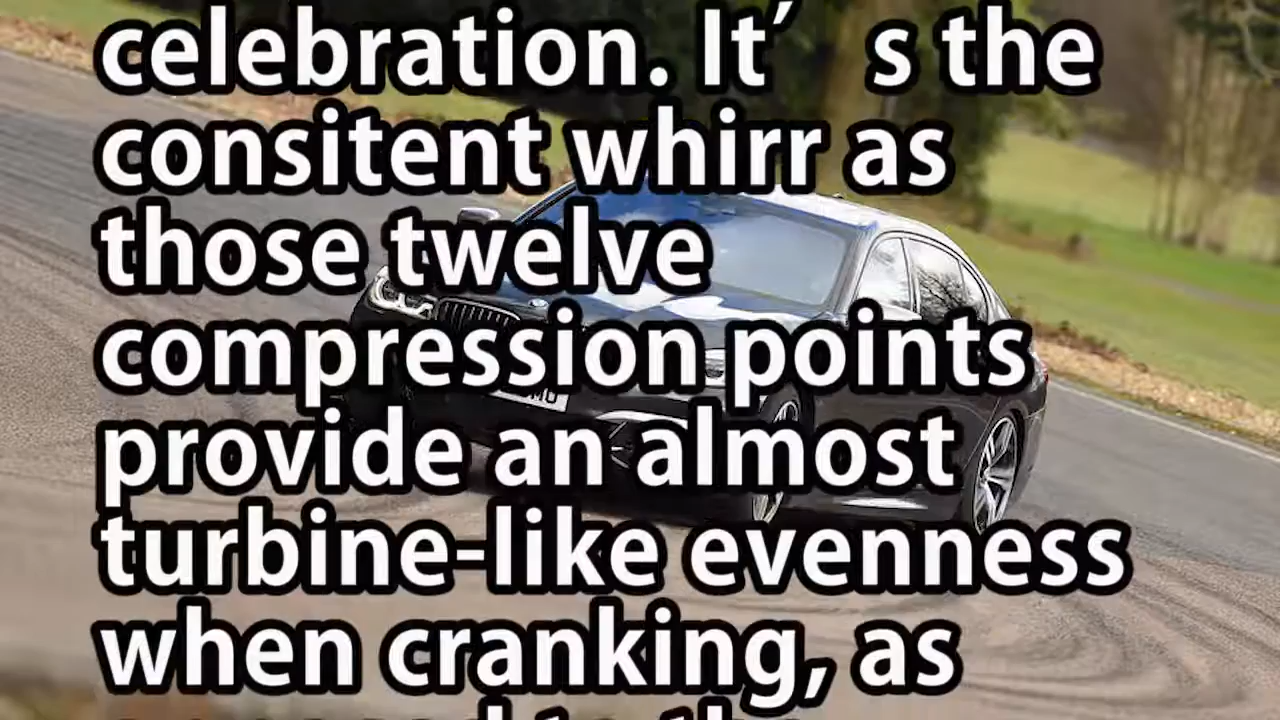 celebration. It′ s the
consitent whirr as
those twelve
compression points
provide an almost
turbine-like evenness
when cranking, as